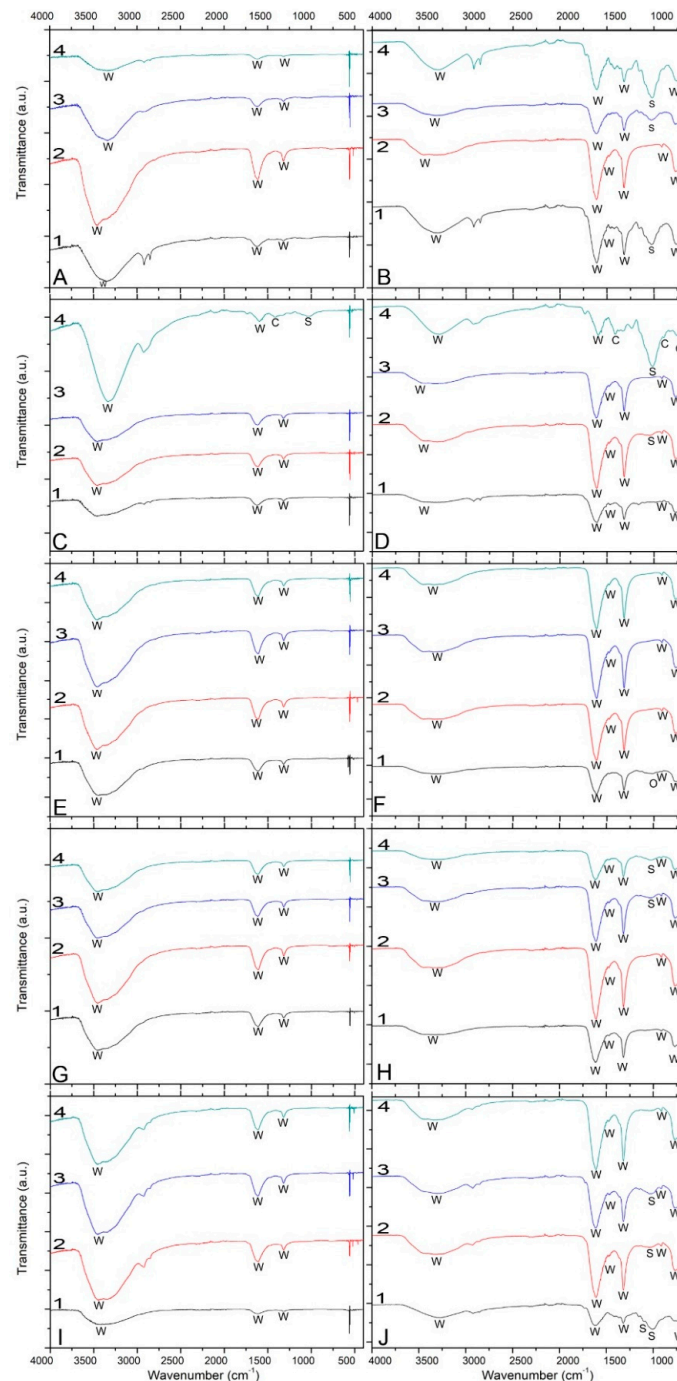 4000 3500 3000 2500 2000 1500 1000 500
3500 3000 2500 2000 1500 1000
Transmittance (a.u.)
4
W W W
3
W W W
2
W W W
1
W W W
A
4
W W W S W
3
W W S
2
W W W W W W
1
W W W W S
B
Transmittance (a.u.)
4
W W C S
3
W W W
2
W W W
1
W W
C
4
W W C S C
3
W W W W W W
2
W W W W S W W
1
W W W W W W
D
Transmittance (a.u.)
4
W W W
3
W W W
2
W W W
1
W W W
E
4
W W W W W W
3
W W W W W W
2
W W W W W W
1
W W W O W W
F
Transmittance (a.u.)
4
W W W
3
W W W
2
W W W
1
W W W
G
4
W W W W S W W
3
W W W W S W W
2
W W W W W W
1
W W W W W W
H
Transmittance (a.u.)
4
W W W
3
W W W
2
W W W
1
W W W
I
4
W W W W W W
3
W W W W S W W
2
W W W W S W W
1
W W W S S
J
4000 3500 3000 2500 2000 1500 1000 500
3500 3000 2500 2000 1500 1000
Wavenumber (cm⁻¹)
Wavenumber (cm⁻¹)